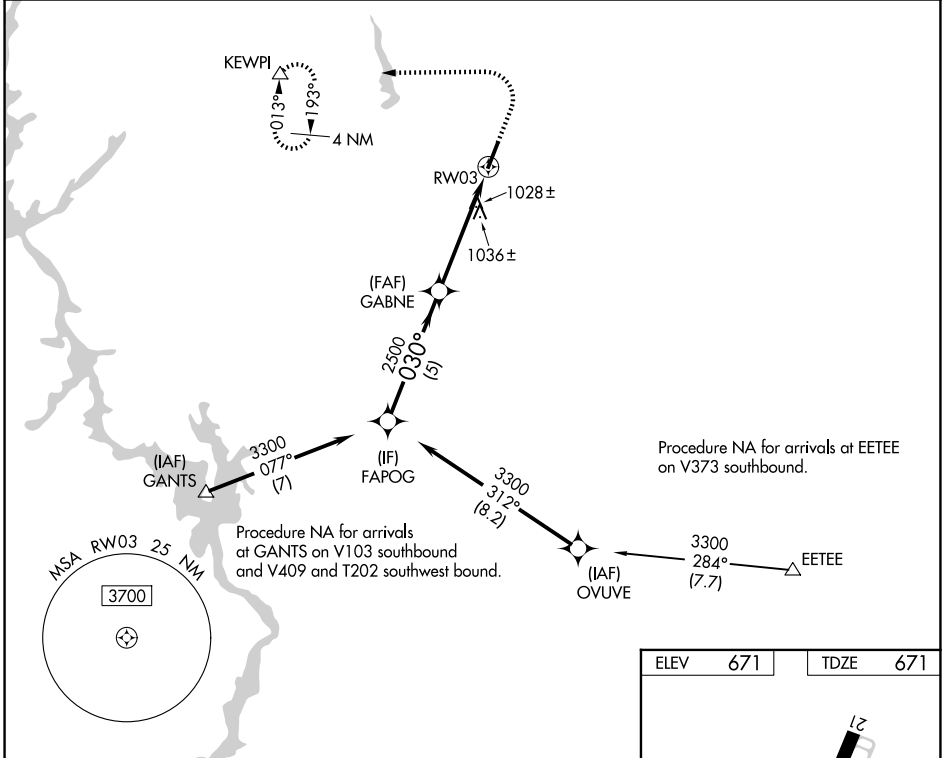 KEWPI
013°
193°
4 NM
RW03
1028±
1036±
(FAF)
GABNE
2500
030°
(5)
3300
077°
(7)
(IAF)
GANTS
(IF)
FAPOG
Procedure NA for arrivals at EETEE
on V373 southbound.
3300
312°
(8.2)
Procedure NA for arrivals
at GANTS on V103 southbound
and V409 and T202 southwest bound.
3300
284°
(7.7)
EETEE
(IAF)
OVUVE
MSA RW03 25 NM
3700
ELEV 671
TDZE 671
21